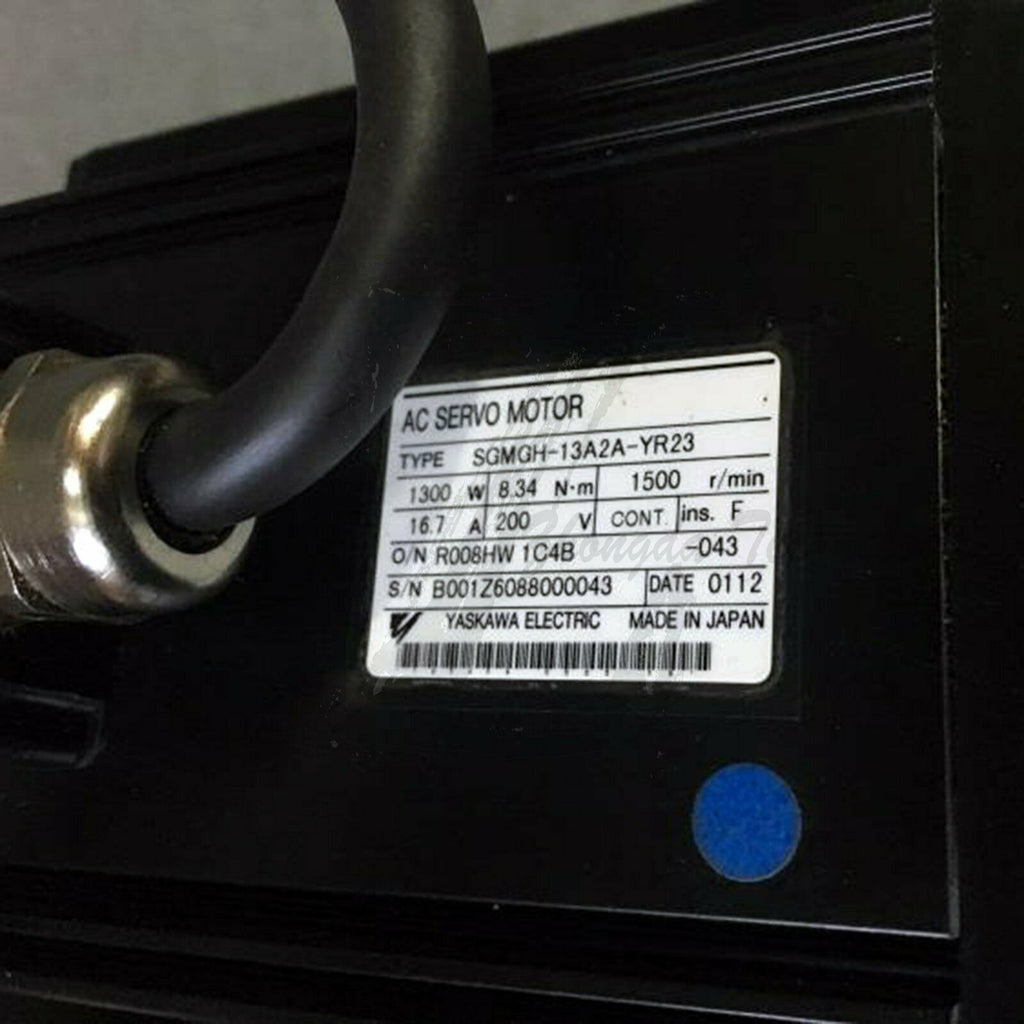 AC SERVO MOTOR
TYPE SGMGH-13A2A-YR23
1300 W 8.34 N·m 1500 r/min
16.7 A 200 V CONT. ins. F
O/N R008HW 1C4B -043
S/N B001Z6088000043 DATE 0112
YASKAWA ELECTRIC MADE IN JAPAN